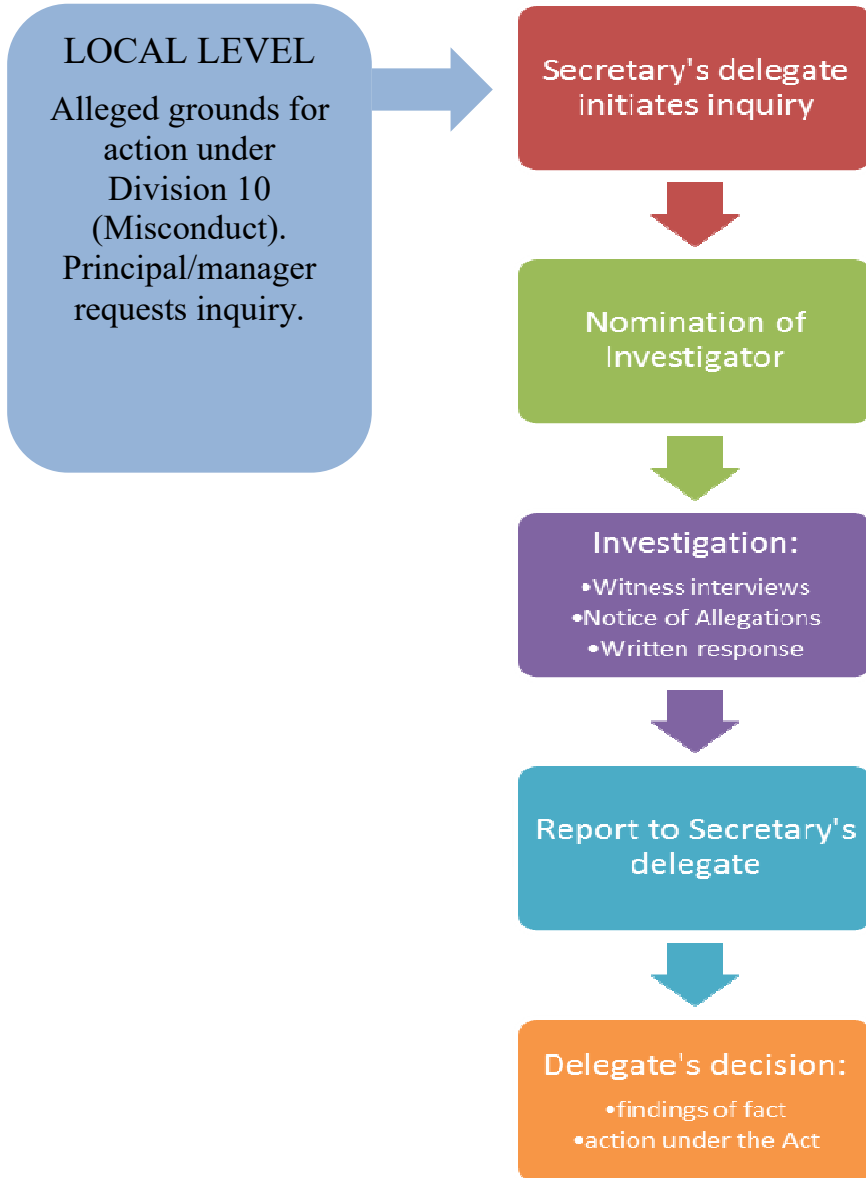 LOCAL LEVEL
Alleged grounds for
action under
Division 10
(Misconduct).
Principal/manager
requests inquiry.
Secretary's delegate
initiates inquiry
Nomination of
Investigator
Investigation:
•Witness interviews
•Notice of Allegations
•Written response
Report to Secretary's
delegate
Delegate's decision:
•findings of fact
•action under the Act